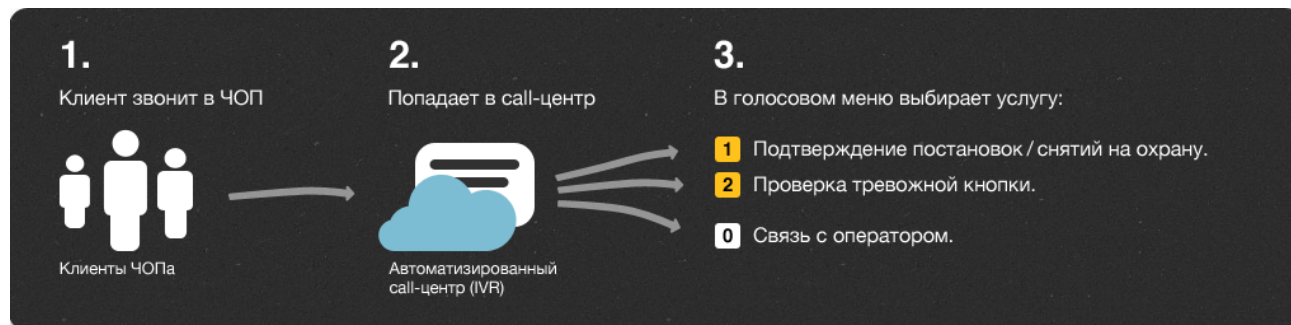 1.
Клиент звонит в ЧОП
Клиенты ЧОПа
2.
Попадает в call-центр
Автоматизированный
call-центр (IVR)
3.
В голосовом меню выбирает услугу:
1 Подтверждение постановок / снятий на охрану.
2 Проверка тревожной кнопки.
0 Связь с оператором.